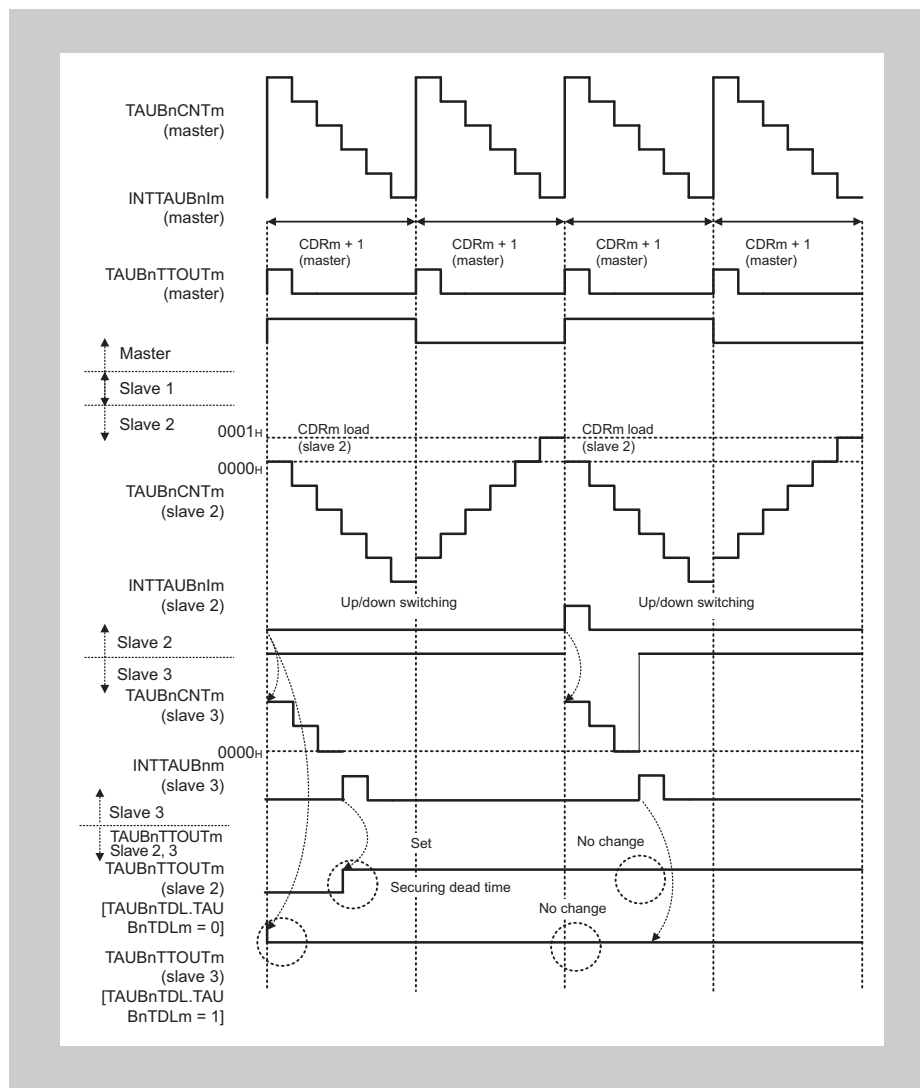 TAUBnCNTm
(master)
INTTAUBnIm
(master)
CDRm + 1
(master)
CDRm + 1
(master)
CDRm + 1
(master)
CDRm + 1
(master)
TAUBnTTOUTm
(master)
Master
Slave 1
Slave 2
0001H
CDRm load
(slave 2)
CDRm load
(slave 2)
0000H
TAUBnCNTm
(slave 2)
INTTAUBnIm
(slave 2)
Up/down switching
Up/down switching
Slave 2
Slave 3
TAUBnCNTm
(slave 3)
0000H
INTTAUBnm
(slave 3)
Slave 3
TAUBnTTOUTm
Slave 2, 3
Set
No change
TAUBnTTOUTm
(slave 2)
[TAUBnTDL.TAU
BnTDLm = 0]
Securing dead time
No change
TAUBnTTOUTm
(slave 3)
[TAUBnTDL.TAU
BnTDLm = 1]